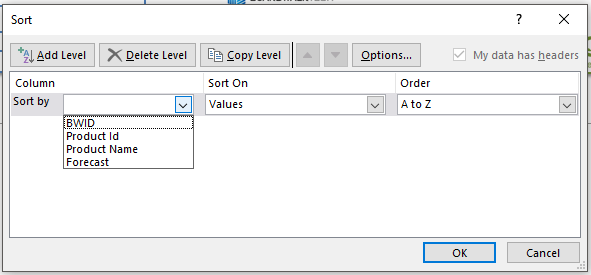 Sort
? ×
Add Level Delete Level Copy Level Options... My data has headers
Column Sort On Order
Sort by Values A to Z
BWID
Product Id
Product Name
Forecast
OK Cancel